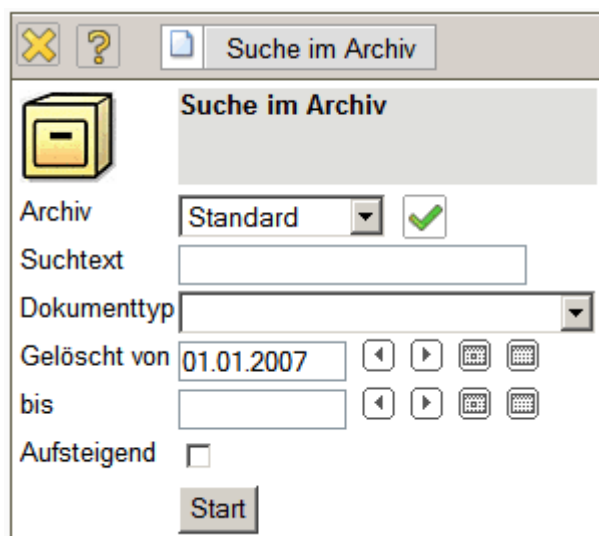 Suche im Archiv
Suche im Archiv
Archiv Standard
Suchtext
Dokumenttyp
Gelöscht von 01.01.2007
bis
Aufsteigend
Start